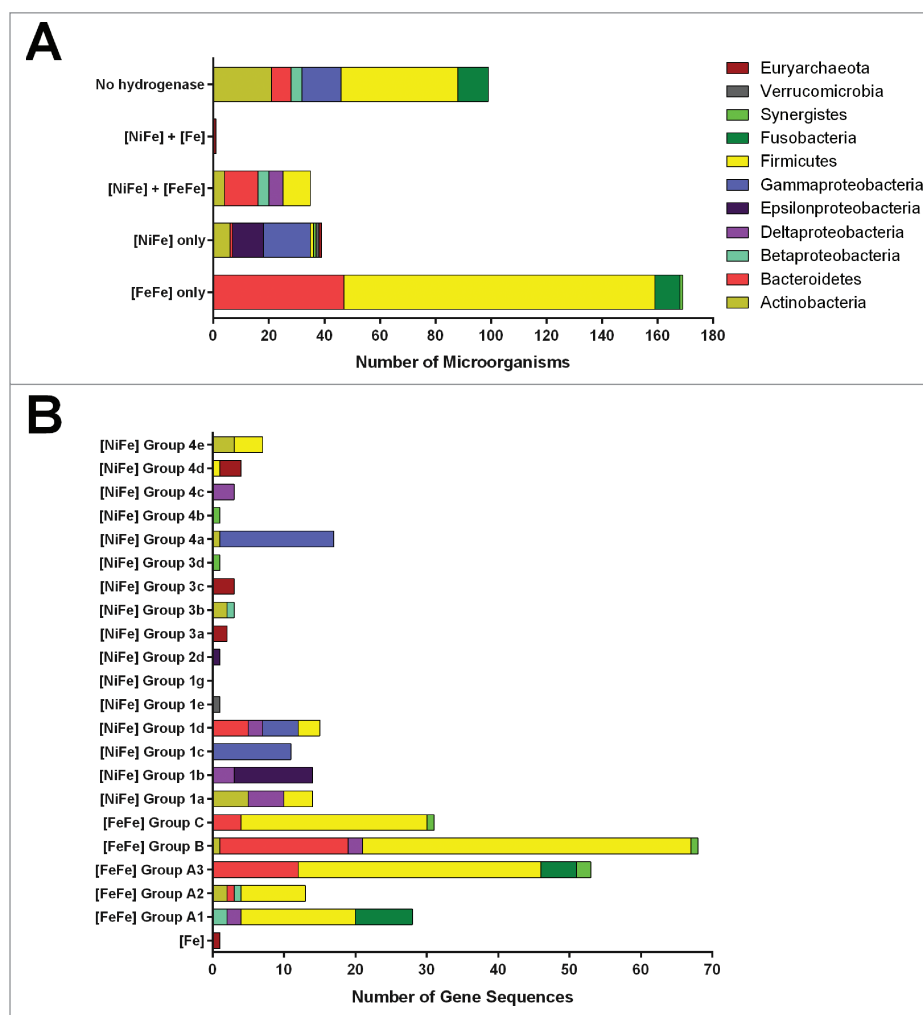 A
No hydrogenase
[NiFe] + [Fe]
[NiFe] + [FeFe]
[NiFe] only
[FeFe] only
0 20 40 60 80 100 120 140 160 180
Number of Microorganisms
Euryarchaeota
Verrucomicrobia
Synergistes
Fusobacteria
Firmicutes
Gammaproteobacteria
Epsilonproteobacteria
Deltaproteobacteria
Betaproteobacteria
Bacteroidetes
Actinobacteria
B
[NiFe] Group 4e
[NiFe] Group 4d
[NiFe] Group 4c
[NiFe] Group 4b
[NiFe] Group 4a
[NiFe] Group 3d
[NiFe] Group 3c
[NiFe] Group 3b
[NiFe] Group 3a
[NiFe] Group 2d
[NiFe] Group 1g
[NiFe] Group 1e
[NiFe] Group 1d
[NiFe] Group 1c
[NiFe] Group 1b
[NiFe] Group 1a
[FeFe] Group C
[FeFe] Group B
[FeFe] Group A3
[FeFe] Group A2
[FeFe] Group A1
[Fe]
0 10 20 30 40 50 60 70
Number of Gene Sequences